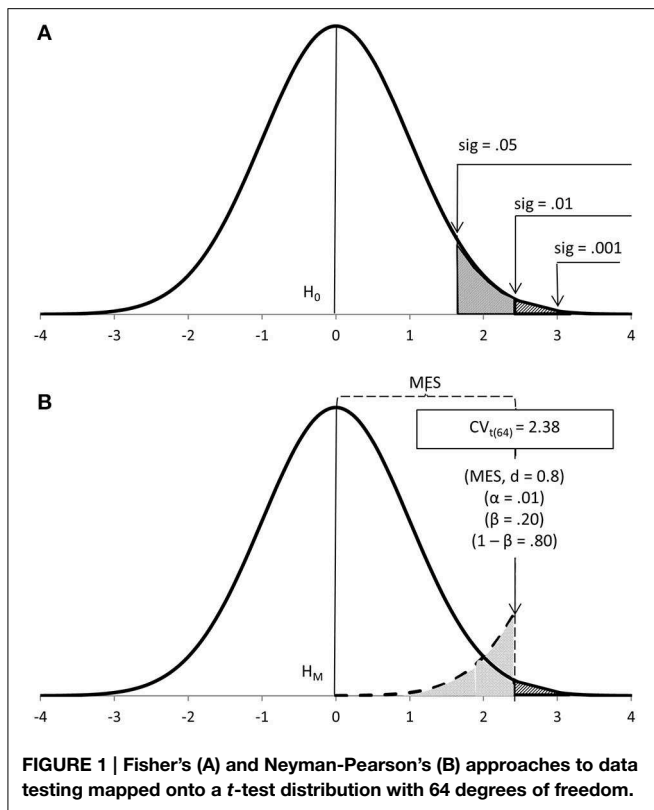 A
sig = .05
sig = .01
sig = .001
H₀
-4 -3 -2 -1 0 1 2 3 4
B
MES
CVt(64) = 2.38
(MES, d = 0.8)
(α = .01)
(β = .20)
(1 – β = .80)
HM
-4 -3 -2 -1 0 1 2 3 4
FIGURE 1 | Fisher's (A) and Neyman-Pearson's (B) approaches to data
testing mapped onto a t-test distribution with 64 degrees of freedom.